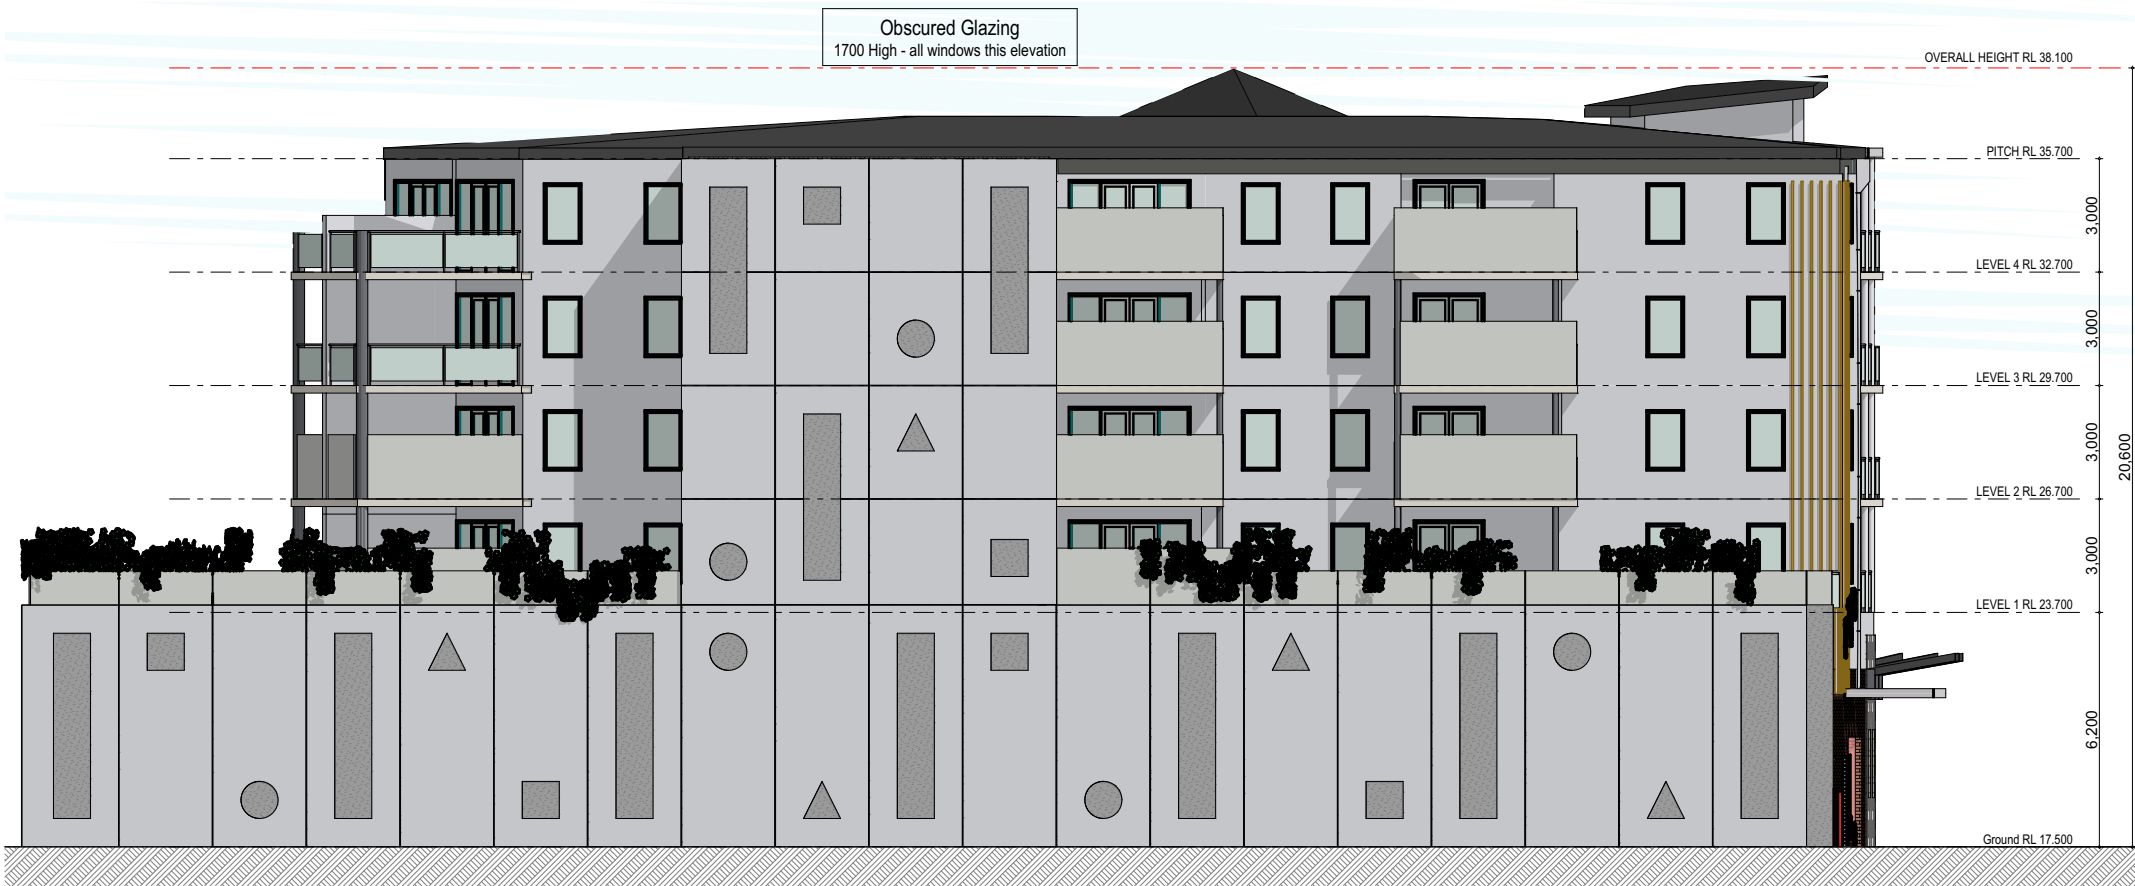 Obscured Glazing
1700 High - all windows this elevation
OVERALL HEIGHT RL 38.100
PITCH RL 35.700
3,000
LEVEL 4 RL 32.700
3,000
LEVEL 3 RL 29.700
3,000
20,600
LEVEL 2 RL 26.700
3,000
LEVEL 1 RL 23.700
6,200
Ground RL 17.500